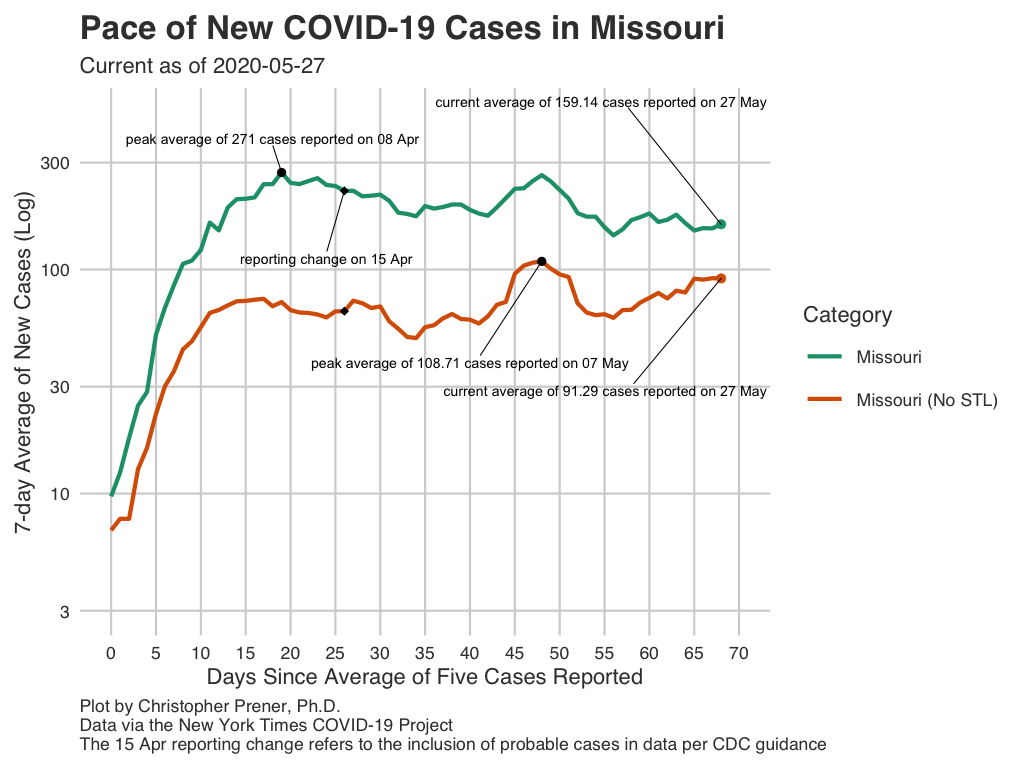 Pace of New COVID-19 Cases in Missouri
Current as of 2020-05-27
current average of 159.14 cases reported on 27 May
peak average of 271 cases reported on 08 Apr
reporting change on 15 Apr
peak average of 108.71 cases reported on 07 May
current average of 91.29 cases reported on 27 May
7-day Average of New Cases (Log)
300
100
30
10
3
0 5 10 15 20 25 30 35 40 45 50 55 60 65 70
Days Since Average of Five Cases Reported
Category
Missouri
Missouri (No STL)
Plot by Christopher Prener, Ph.D.
Data via the New York Times COVID-19 Project
The 15 Apr reporting change refers to the inclusion of probable cases in data per CDC guidance